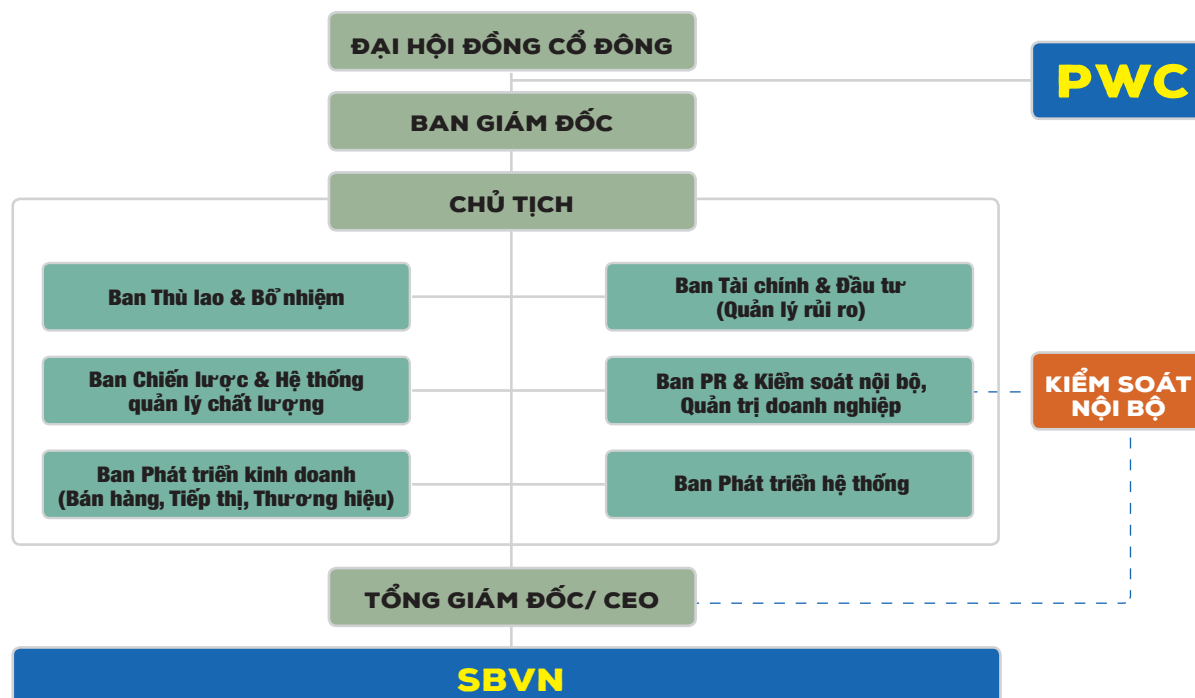 ĐẠI HỘI ĐỒNG CỔ ĐÔNG
PWC
BAN GIÁM ĐỐC
CHỦ TỊCH
Ban Thù lao & Bổ nhiệm
Ban Tài chính & Đầu tư
(Quản lý rủi ro)
Ban Chiến lược & Hệ thống
quản lý chất lượng
Ban PR & Kiểm soát nội bộ,
Quản trị doanh nghiệp
KIỂM SOÁT
NỘI BỘ
Ban Phát triển kinh doanh
(Bán hàng, Tiếp thị, Thương hiệu)
Ban Phát triển hệ thống
TỔNG GIÁM ĐỐC/ CEO
SBVN